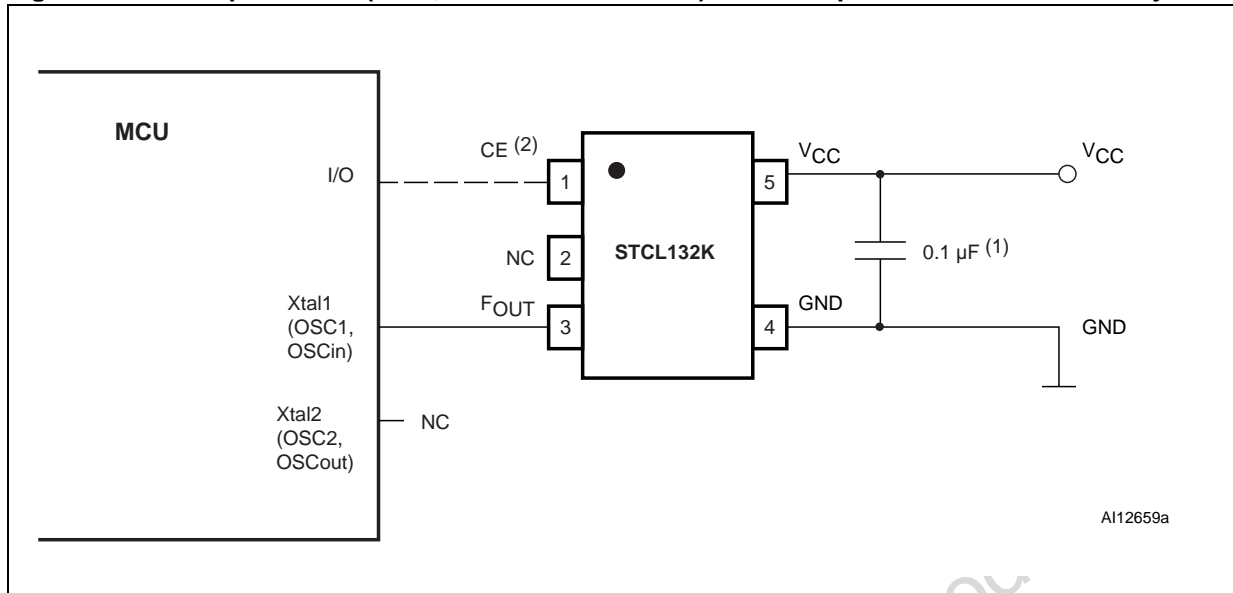 MCU
I/O
CE (2)
1
NC
2
FOUT
3
STCL132K
VCC
5
VCC
0.1 µF (1)
GND
4
GND
Xtal1
(OSC1,
OSCin)
Xtal2
(OSC2,
OSCout)
NC
AI12659a